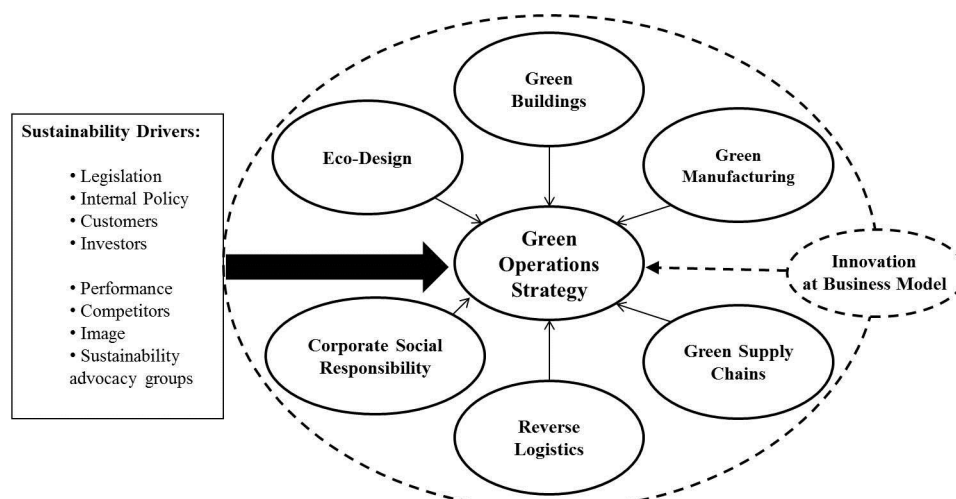 Sustainability Drivers:
• Legislation
• Internal Policy
• Customers
• Investors
• Performance
• Competitors
• Image
• Sustainability
advocacy groups
Green
Buildings
Eco-Design
Green
Manufacturing
Green
Operations
Strategy
Innovation
at Business Model
Corporate Social
Responsibility
Green Supply
Chains
Reverse
Logistics